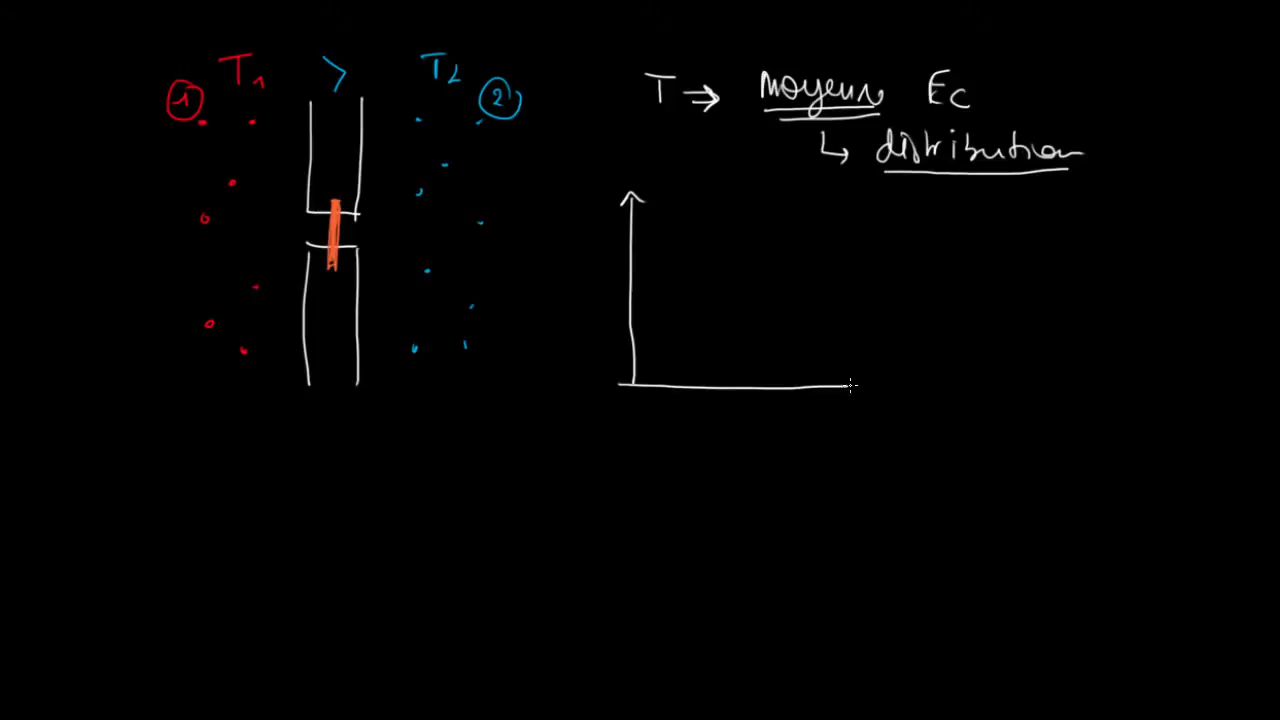 T₁ > T₂
1 2
T → moyenne Ec
↳ distribution